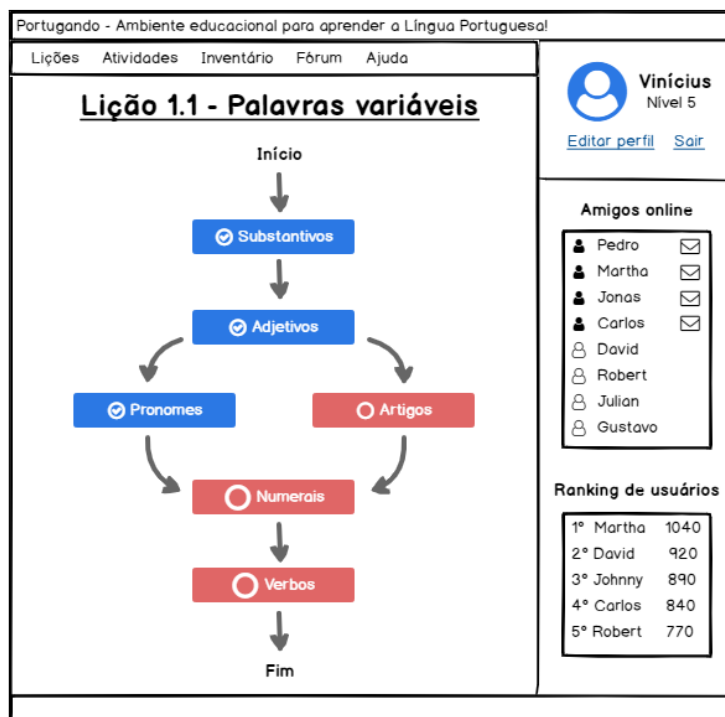 Portugando - Ambiente educacional para aprender a Língua Portuguesa!
Lições Atividades Inventário Fórum Ajuda
Lição 1.1 - Palavras variáveis
Início
Substantivos
Adjetivos
Pronomes Artigos
Numerais
Verbos
Fim
Vinícius
Nível 5
Editar perfil Sair
Amigos online
Pedro
Martha
Jonas
Carlos
David
Robert
Julian
Gustavo
Ranking de usuários
1° Martha 1040
2° David 920
3° Johnny 890
4° Carlos 840
5° Robert 770